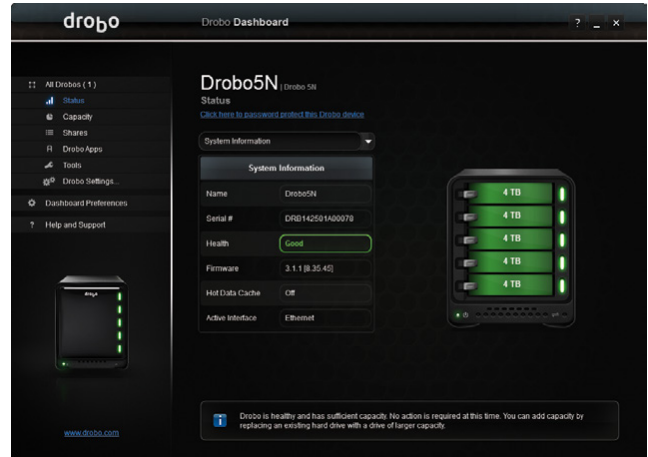 drobo
Drobo Dashboard
? _ ×
All Drobos ( 1 )
Status
Capacity
Shares
Drobo Apps
Tools
Drobo Settings...
Dashboard Preferences
? Help and Support
www.drobo.com
Drobo5N | Drobo 5N
Status
Click here to password protect this Drobo device
System Information
System Information
Name Drobo5N
Serial # DRB142501A00070
Health Good
Firmware 3.1.1 [8.35.45]
Hot Data Cache Off
Active Interface Ethernet
4 TB
4 TB
4 TB
4 TB
4 TB
Drobo is healthy and has sufficient capacity. No action is required at this time. You can add capacity by
replacing an existing hard drive with a drive of larger capacity.